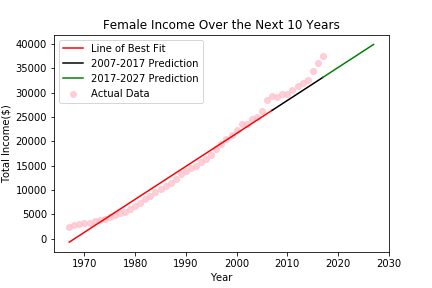 Female Income Over the Next 10 Years
Line of Best Fit
2007-2017 Prediction
2017-2027 Prediction
Actual Data
Total Income($)
40000
35000
30000
25000
20000
15000
10000
5000
0
1970 1980 1990 2000 2010 2020 2030
Year